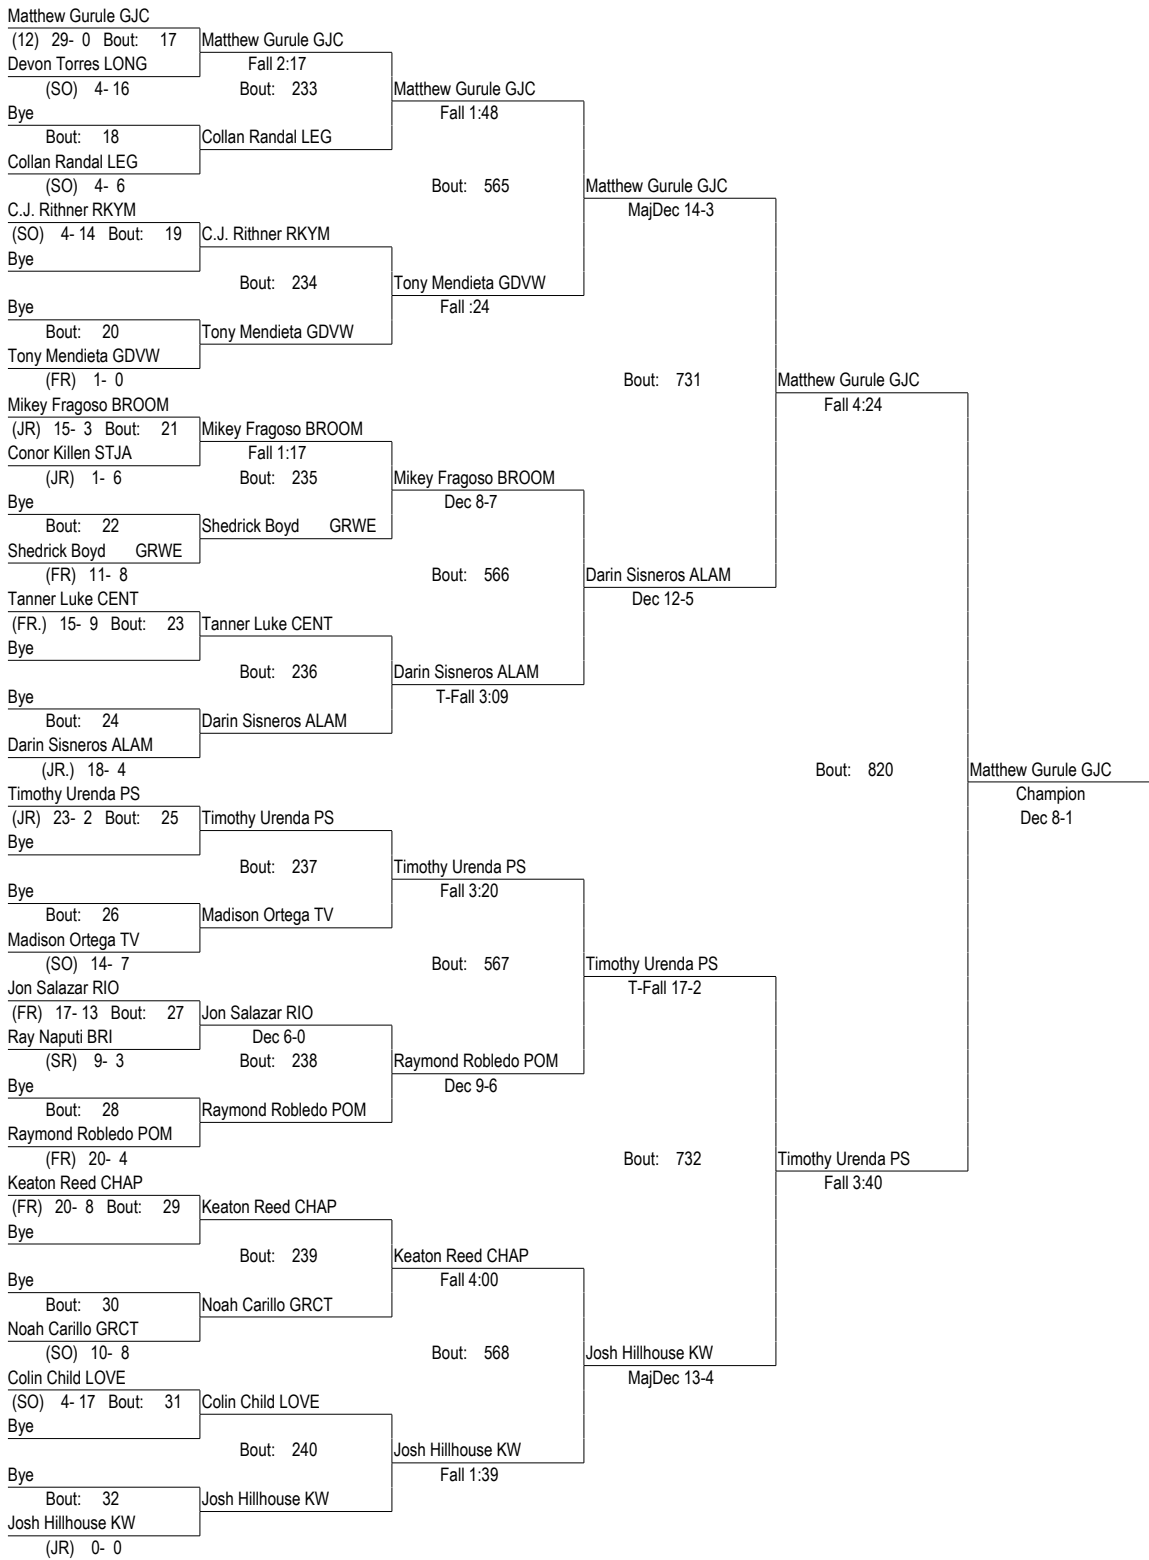 Matthew Gurule GJC
(12) 29- 0 Bout: 17 Matthew Gurule GJC
Devon Torres LONG Fall 2:17
(SO) 4- 16 Bout: 233 Matthew Gurule GJC
Bye Fall 1:48
Bout: 18 Collan Randal LEG
Collan Randal LEG
(SO) 4- 6 Bout: 565 Matthew Gurule GJC
C.J. Rithner RKYM MajDec 14-3
(SO) 4- 14 Bout: 19 C.J. Rithner RKYM
Bye
Bout: 234 Tony Mendieta GDVW
Bye Fall :24
Bout: 20 Tony Mendieta GDVW
Tony Mendieta GDVW
(FR) 1- 0 Bout: 731 Matthew Gurule GJC
Mikey Fragoso BROOM Fall 4:24
(JR) 15- 3 Bout: 21 Mikey Fragoso BROOM
Conor Killen STJA Fall 1:17
(JR) 1- 6 Bout: 235 Mikey Fragoso BROOM
Bye Dec 8-7
Bout: 22 Shedrick Boyd GRWE
Shedrick Boyd GRWE
(FR) 11- 8 Bout: 566 Darin Sisneros ALAM
Tanner Luke CENT Dec 12-5
(FR.) 15- 9 Bout: 23 Tanner Luke CENT
Bye
Bout: 236 Darin Sisneros ALAM
Bye T-Fall 3:09
Bout: 24 Darin Sisneros ALAM
Darin Sisneros ALAM
(JR.) 18- 4 Bout: 820 Matthew Gurule GJC
Timothy Urenda PS Champion
(JR) 23- 2 Bout: 25 Timothy Urenda PS Dec 8-1
Bye
Bout: 237 Timothy Urenda PS
Bye Fall 3:20
Bout: 26 Madison Ortega TV
Madison Ortega TV
(SO) 14- 7 Bout: 567 Timothy Urenda PS
Jon Salazar RIO T-Fall 17-2
(FR) 17- 13 Bout: 27 Jon Salazar RIO
Ray Naputi BRI Dec 6-0
(SR) 9- 3 Bout: 238 Raymond Robledo POM
Bye Dec 9-6
Bout: 28 Raymond Robledo POM
Raymond Robledo POM
(FR) 20- 4 Bout: 732 Timothy Urenda PS
Keaton Reed CHAP Fall 3:40
(FR) 20- 8 Bout: 29 Keaton Reed CHAP
Bye
Bout: 239 Keaton Reed CHAP
Bye Fall 4:00
Bout: 30 Noah Carillo GRCT
Noah Carillo GRCT
(SO) 10- 8 Bout: 568 Josh Hillhouse KW
Colin Child LOVE MajDec 13-4
(SO) 4- 17 Bout: 31 Colin Child LOVE
Bye
Bout: 240 Josh Hillhouse KW
Bye Fall 1:39
Bout: 32 Josh Hillhouse KW
Josh Hillhouse KW
(JR) 0- 0